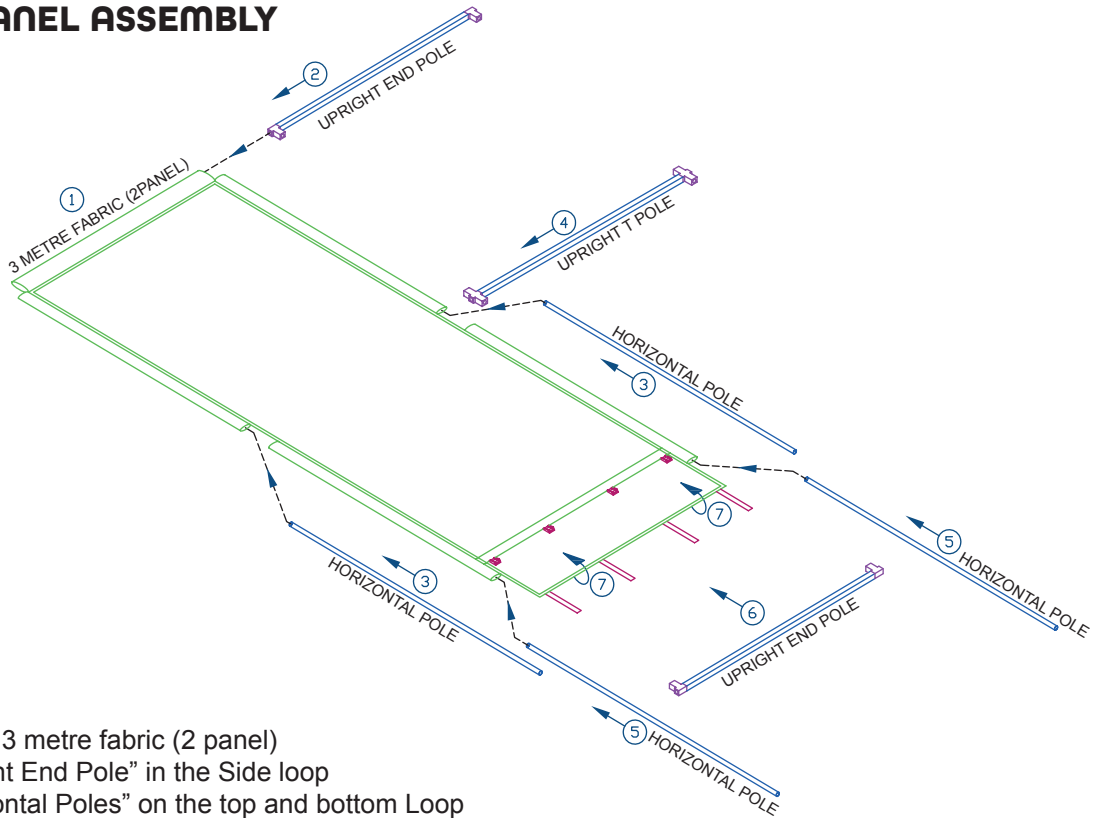 ANEL ASSEMBLY
2
UPRIGHT END POLE
1
3 METRE FABRIC (2PANEL)
4
UPRIGHT T POLE
HORIZONTAL POLE
3
7
5
HORIZONTAL POLE
3
HORIZONTAL POLE
7
6
UPRIGHT END POLE
5
HORIZONTAL POLE
3 metre fabric (2 panel)
nt End Pole” in the Side loop
ontal Poles” on the top and bottom Loop